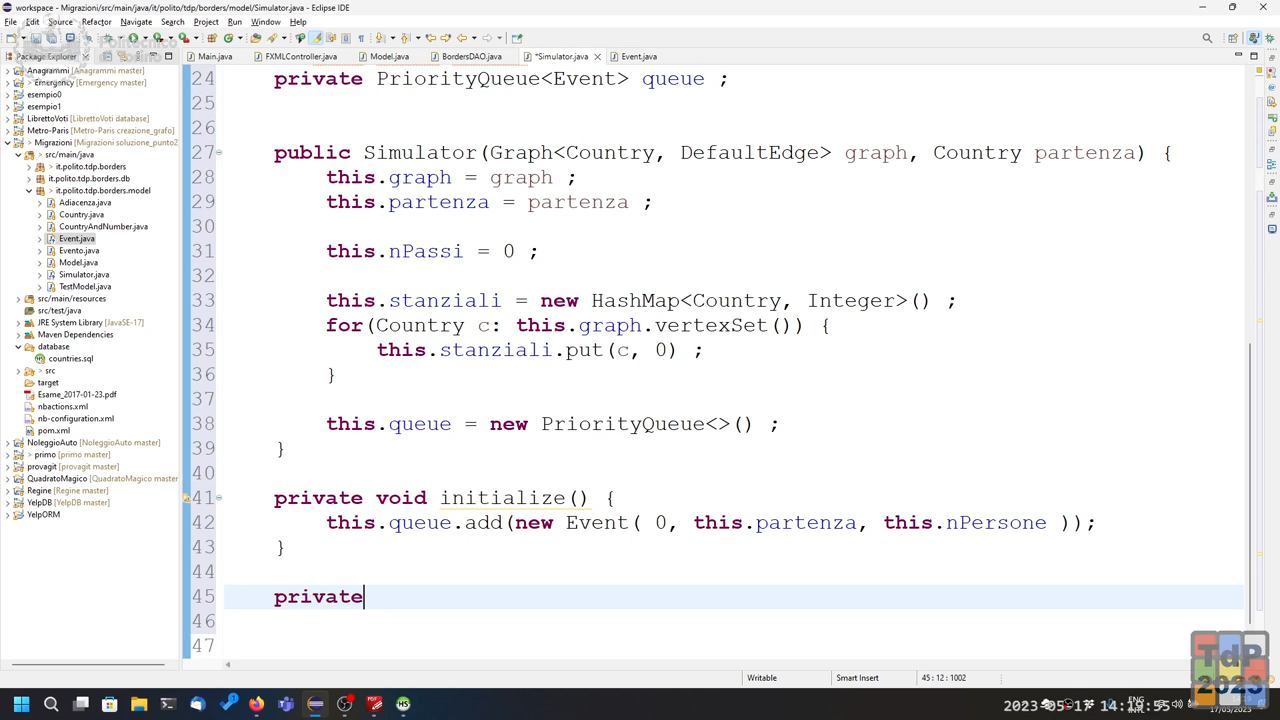 workspace - Migrazioni/src/main/java/it/polito/tdp/borders/model/Simulator.java - Eclipse IDE
File Edit Source Refactor Navigate Search Project Run Window Help
Package Explorer
Main.java FXMLController.java Model.java BordersDAO.java *Simulator.java Event.java
Anagrammi [Anagrammi master]
> Emergency [Emergency master]
esempio0
esempio1
LibrettoVoti [LibrettoVoti database]
Metro-Paris [Metro-Paris creazione_grafo]
> Migrazioni [Migrazioni soluzione_punto2
> src/main/java
> it.polito.tdp.borders
> it.polito.tdp.borders.db
> it.polito.tdp.borders.model
Adiacenza.java
Country.java
CountryAndNumber.java
Event.java
Evento.java
Model.java
Simulator.java
TestModel.java
src/main/resources
src/test/java
JRE System Library [JavaSE-17]
Maven Dependencies
database
countries.sql
> src
target
Esame_2017-01-23.pdf
nbactions.xml
nb-configuration.xml
pom.xml
NoleggioAuto [NoleggioAuto master]
> primo [primo master]
provagit [provagit master]
QuadratoMagico [QuadratoMagico master
Regine [Regine master]
YelpDB [YelpDB master]
YelpORM
24 private PriorityQueue<Event> queue ;
25
26
27 public Simulator(Graph<Country, DefaultEdge> graph, Country partenza) {
28 this.graph = graph ;
29 this.partenza = partenza ;
30
31 this.nPassi = 0 ;
32
33 this.stanziali = new HashMap<Country, Integer>() ;
34 for(Country c: this.graph.vertexSet()) {
35 this.stanziali.put(c, 0) ;
36 }
37
38 this.queue = new PriorityQueue<>() ;
39 }
40
41 private void initialize() {
42 this.queue.add(new Event( 0, this.partenza, this.nPersone ));
43 }
44
45 private
46
47
Writable Smart Insert 45 : 12 : 1002
TdP
2023
ENG
2023-05-17 14:19:55